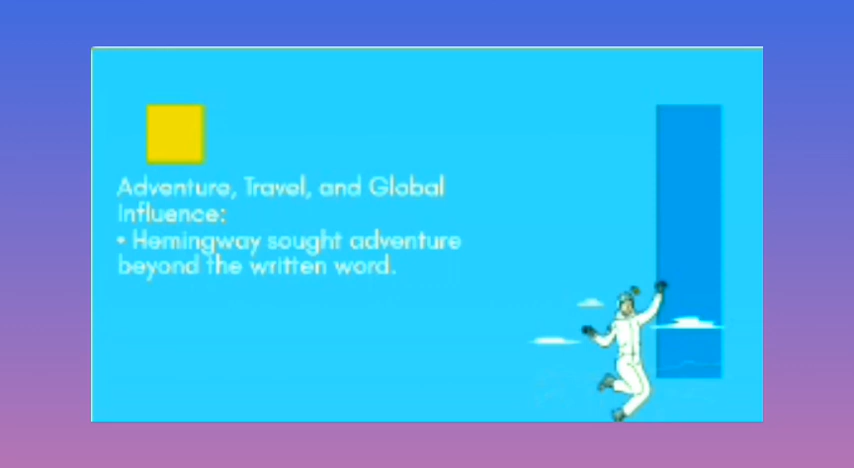 Adventure, Travel, and Global
Influence:
• Hemingway sought adventure
beyond the written word.